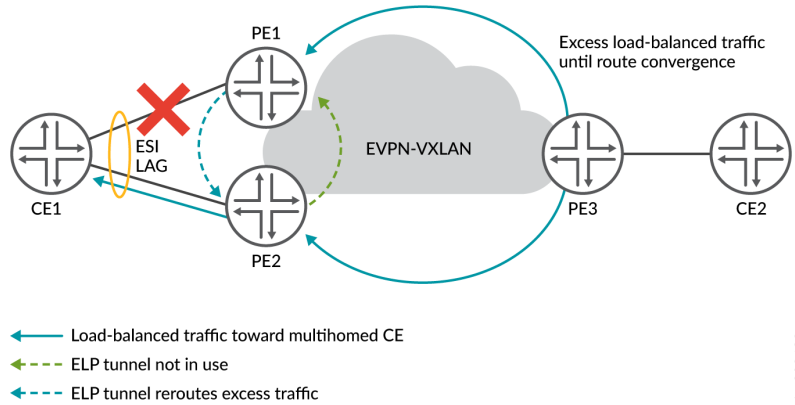 PE1
Excess load-balanced traffic
until route convergence
ESI
LAG
EVPN-VXLAN
CE1
PE2
PE3
CE2
Load-balanced traffic toward multihomed CE
ELP tunnel not in use
ELP tunnel reroutes excess traffic